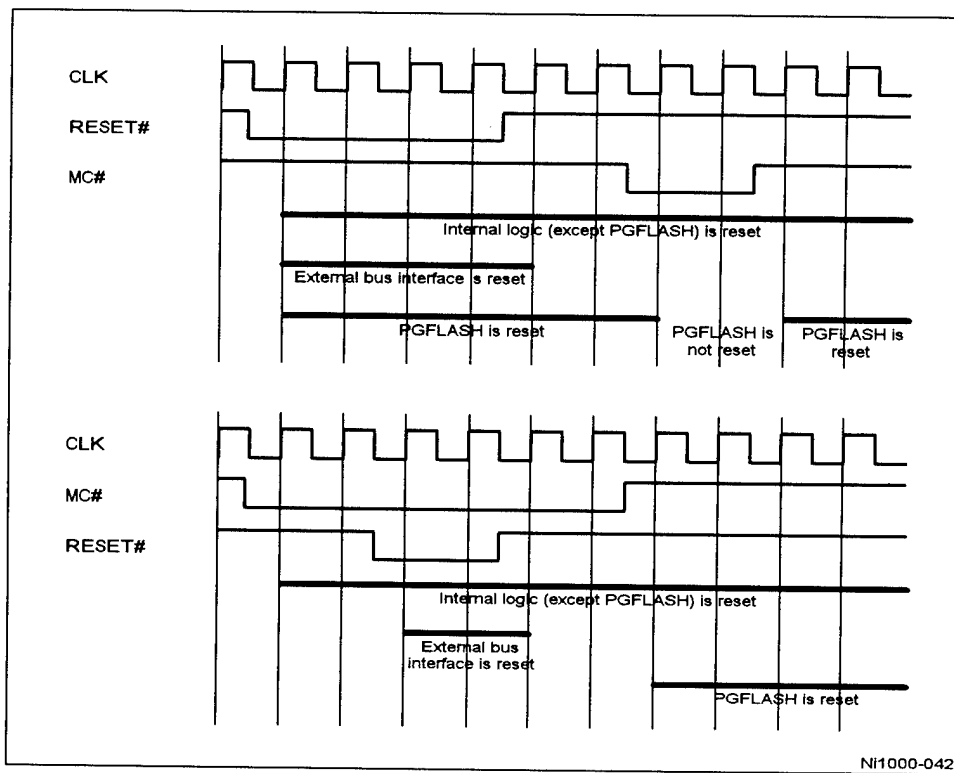 CLK
RESET#
MC#
Internal logic (except PGFLASH) is reset
External bus interface is reset
PGFLASH is reset
PGFLASH is
not reset
PGFLASH is
reset
CLK
MC#
RESET#
Internal logic (except PGFLASH) is reset
External bus
interface is reset
PGFLASH is reset
Ni1000-042